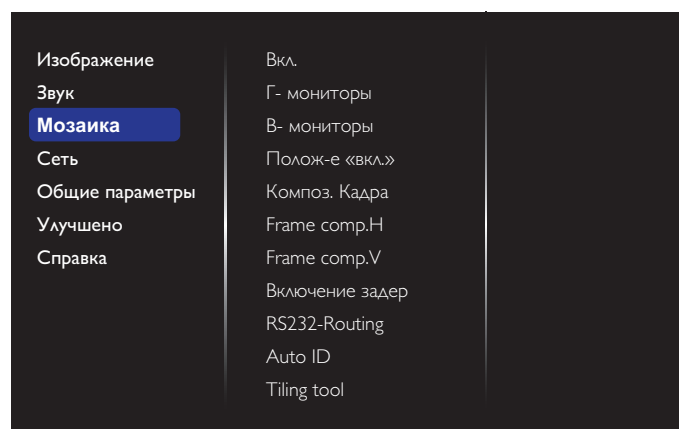 Изображение
Звук
Мозаика
Сеть
Общие параметры
Улучшено
Справка
Вкл.
Г- мониторы
В- мониторы
Полож-е «вкл.»
Композ. Кадра
Frame comp.H
Frame comp.V
Включение задер
RS232-Routing
Auto ID
Tiling tool